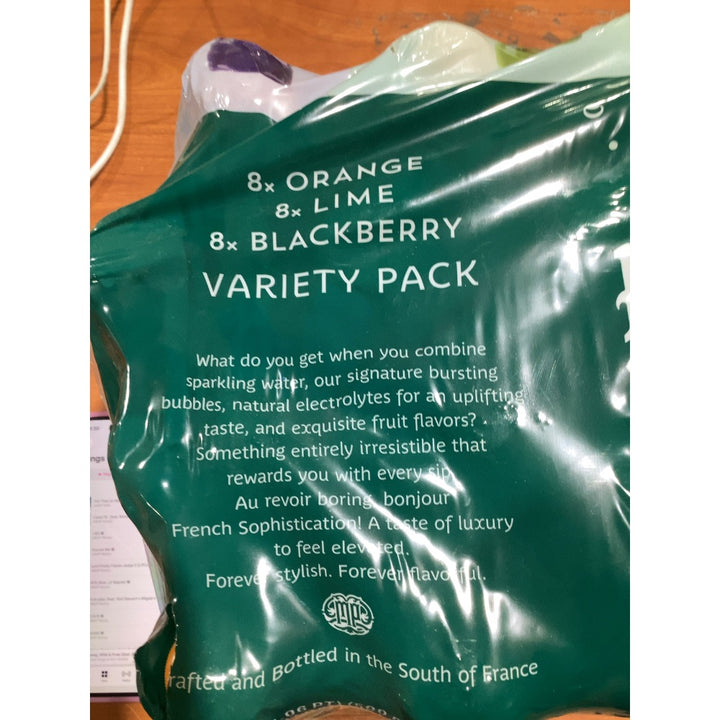 8x ORANGE
8x LIME
8x BLACKBERRY
VARIETY PACK
What do you get when you combine
sparkling water, our signature bursting
bubbles, natural electrolytes for an uplifting
taste, and exquisite fruit flavors?
Something entirely irresistible that
rewards you with every sip.
Au revoir boring, bonjour
French Sophistication! A taste of luxury
to feel elevated.
Forever stylish. Forever flavorful.
rafted and Bottled in the South of France